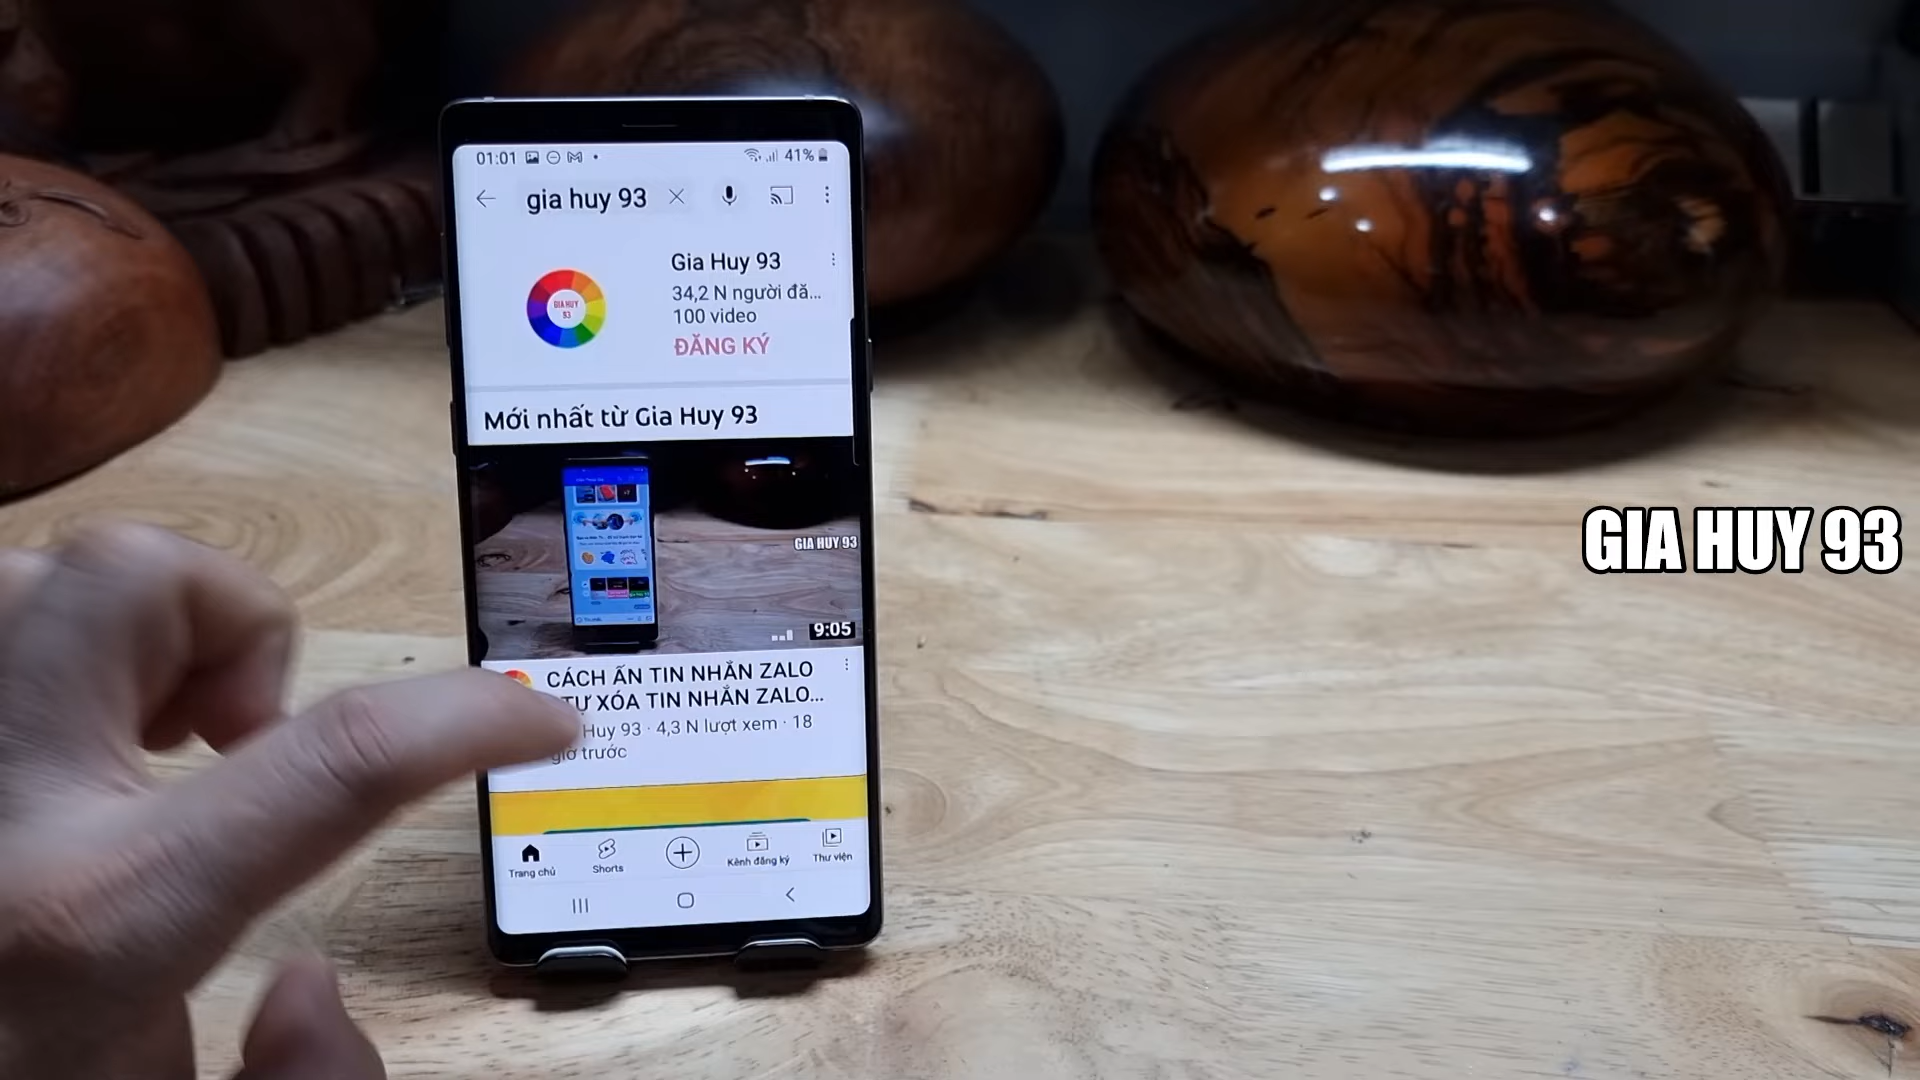 01:01
41%
gia huy 93
Gia Huy 93
34,2 N người đă...
100 video
ĐĂNG KÝ
GIA HUY
93
Mới nhất từ Gia Huy 93
GIA HUY 93
9:05
CÁCH ẨN TIN NHẮN ZALO
TỰ XÓA TIN NHẮN ZALO...
Huy 93 · 4,3 N lượt xem · 18
giờ trước
Trang chủ
Shorts
Kênh đăng ký
Thư viện
GIA HUY 93